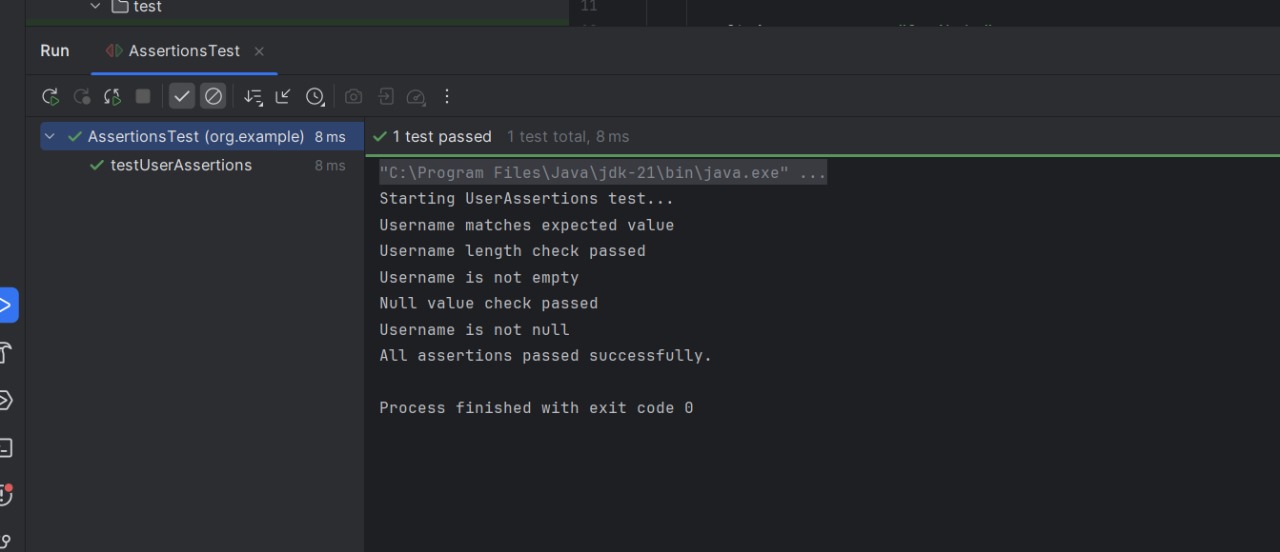 test
11
Run AssertionsTest
AssertionsTest (org.example) 8 ms
testUserAssertions 8 ms
1 test passed 1 test total, 8 ms
"C:\Program Files\Java\jdk-21\bin\java.exe" ...
Starting UserAssertions test...
Username matches expected value
Username length check passed
Username is not empty
Null value check passed
Username is not null
All assertions passed successfully.
Process finished with exit code 0